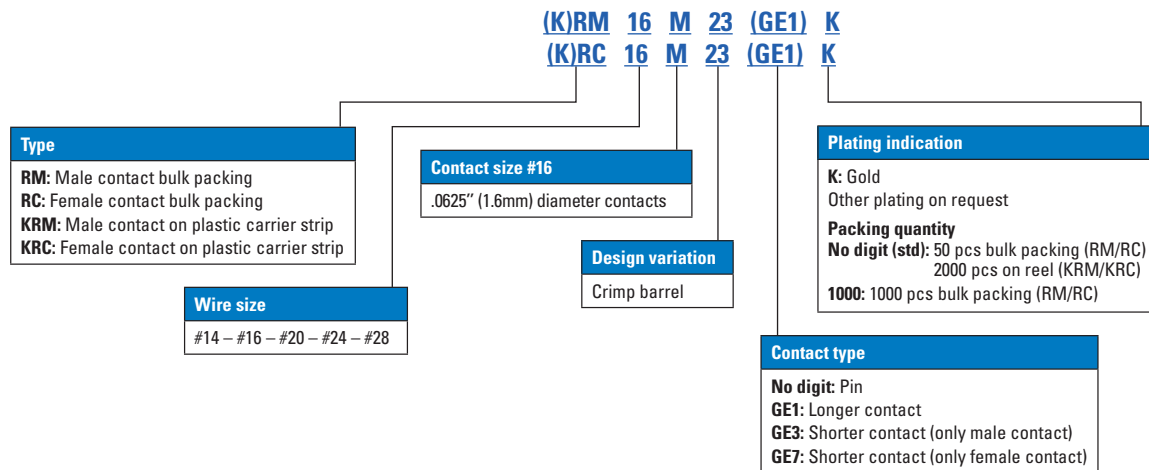 (K)RM 16 M 23 (GE1) K
(K)RC 16 M 23 (GE1) K
Type
RM: Male contact bulk packing
RC: Female contact bulk packing
KRM: Male contact on plastic carrier strip
KRC: Female contact on plastic carrier strip
Wire size
#14 – #16 – #20 – #24 – #28
Contact size #16
.0625″ (1.6mm) diameter contacts
Design variation
Crimp barrel
Plating indication
K: Gold
Other plating on request
Packing quantity
No digit (std): 50 pcs bulk packing (RM/RC)
2000 pcs on reel (KRM/KRC)
1000: 1000 pcs bulk packing (RM/RC)
Contact type
No digit: Pin
GE1: Longer contact
GE3: Shorter contact (only male contact)
GE7: Shorter contact (only female contact)